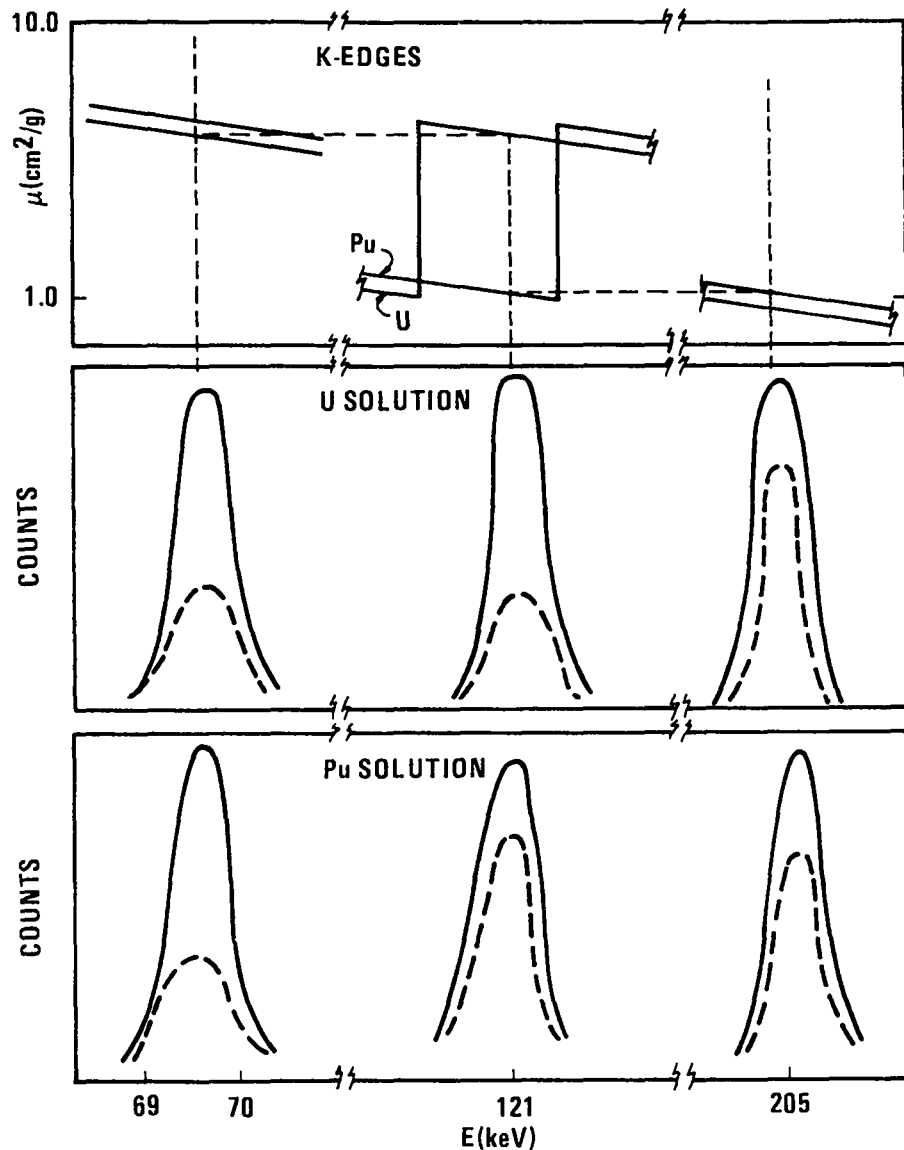 10.0
K-EDGES
μ(cm²/g)
Pu
1.0
U
U SOLUTION
COUNTS
Pu SOLUTION
COUNTS
69 70 121 205
E(keV)